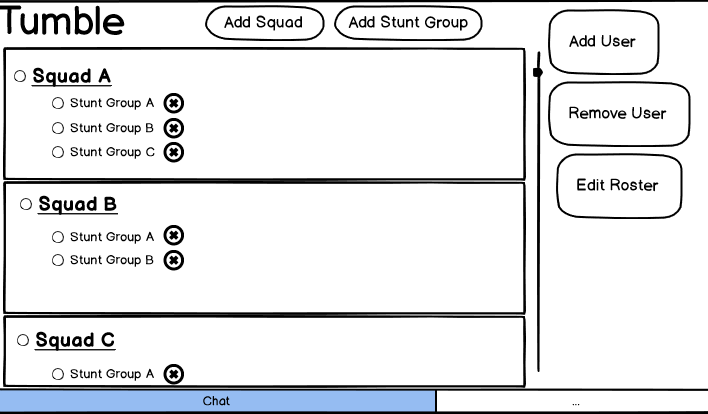 Tumble
Add Squad
Add Stunt Group
Add User
Remove User
Edit Roster
Squad A
Stunt Group A
Stunt Group B
Stunt Group C
Squad B
Stunt Group A
Stunt Group B
Squad C
Stunt Group A
Chat
...